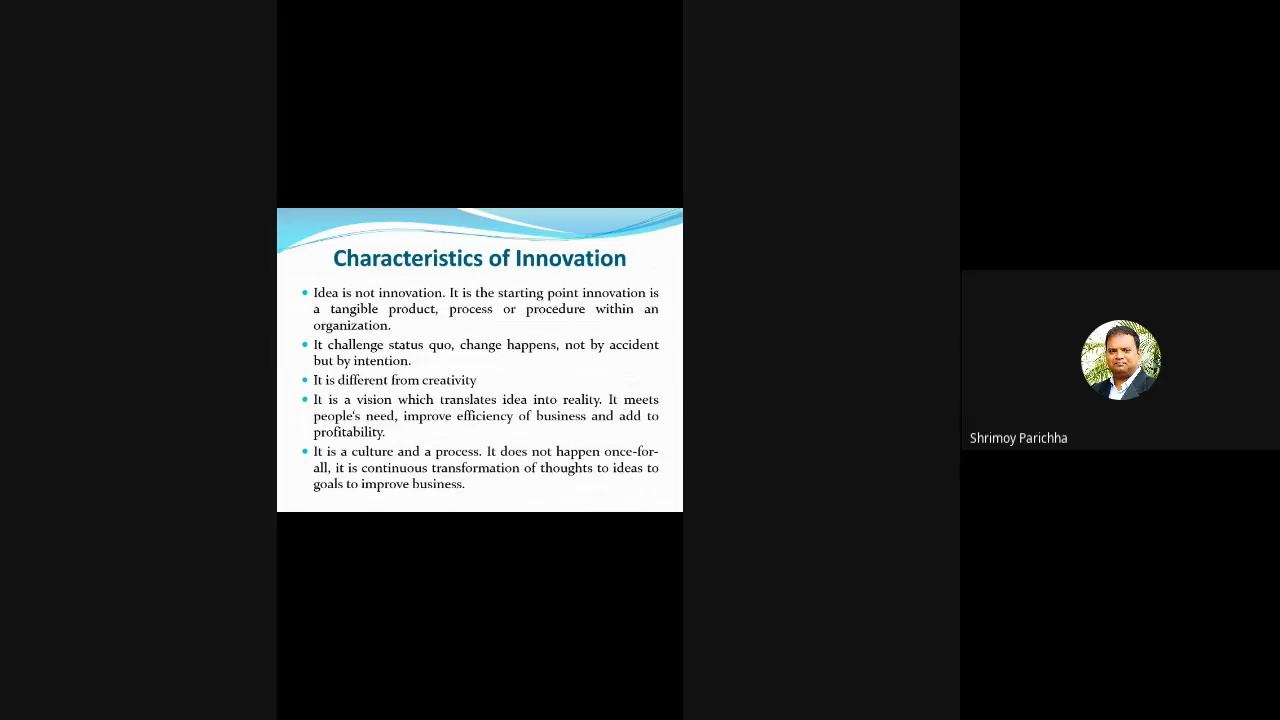 Characteristics of Innovation
• Idea is not innovation. It is the starting point innovation is
a tangible product, process or procedure within an
organization.
• It challenge status quo, change happens, not by accident
but by intention.
• It is different from creativity
• It is a vision which translates idea into reality. It meets
people's need, improve efficiency of business and add to
profitability.
• It is a culture and a process. It does not happen once-for-
all, it is continuous transformation of thoughts to ideas to
goals to improve business.
Shrimoy Parichha